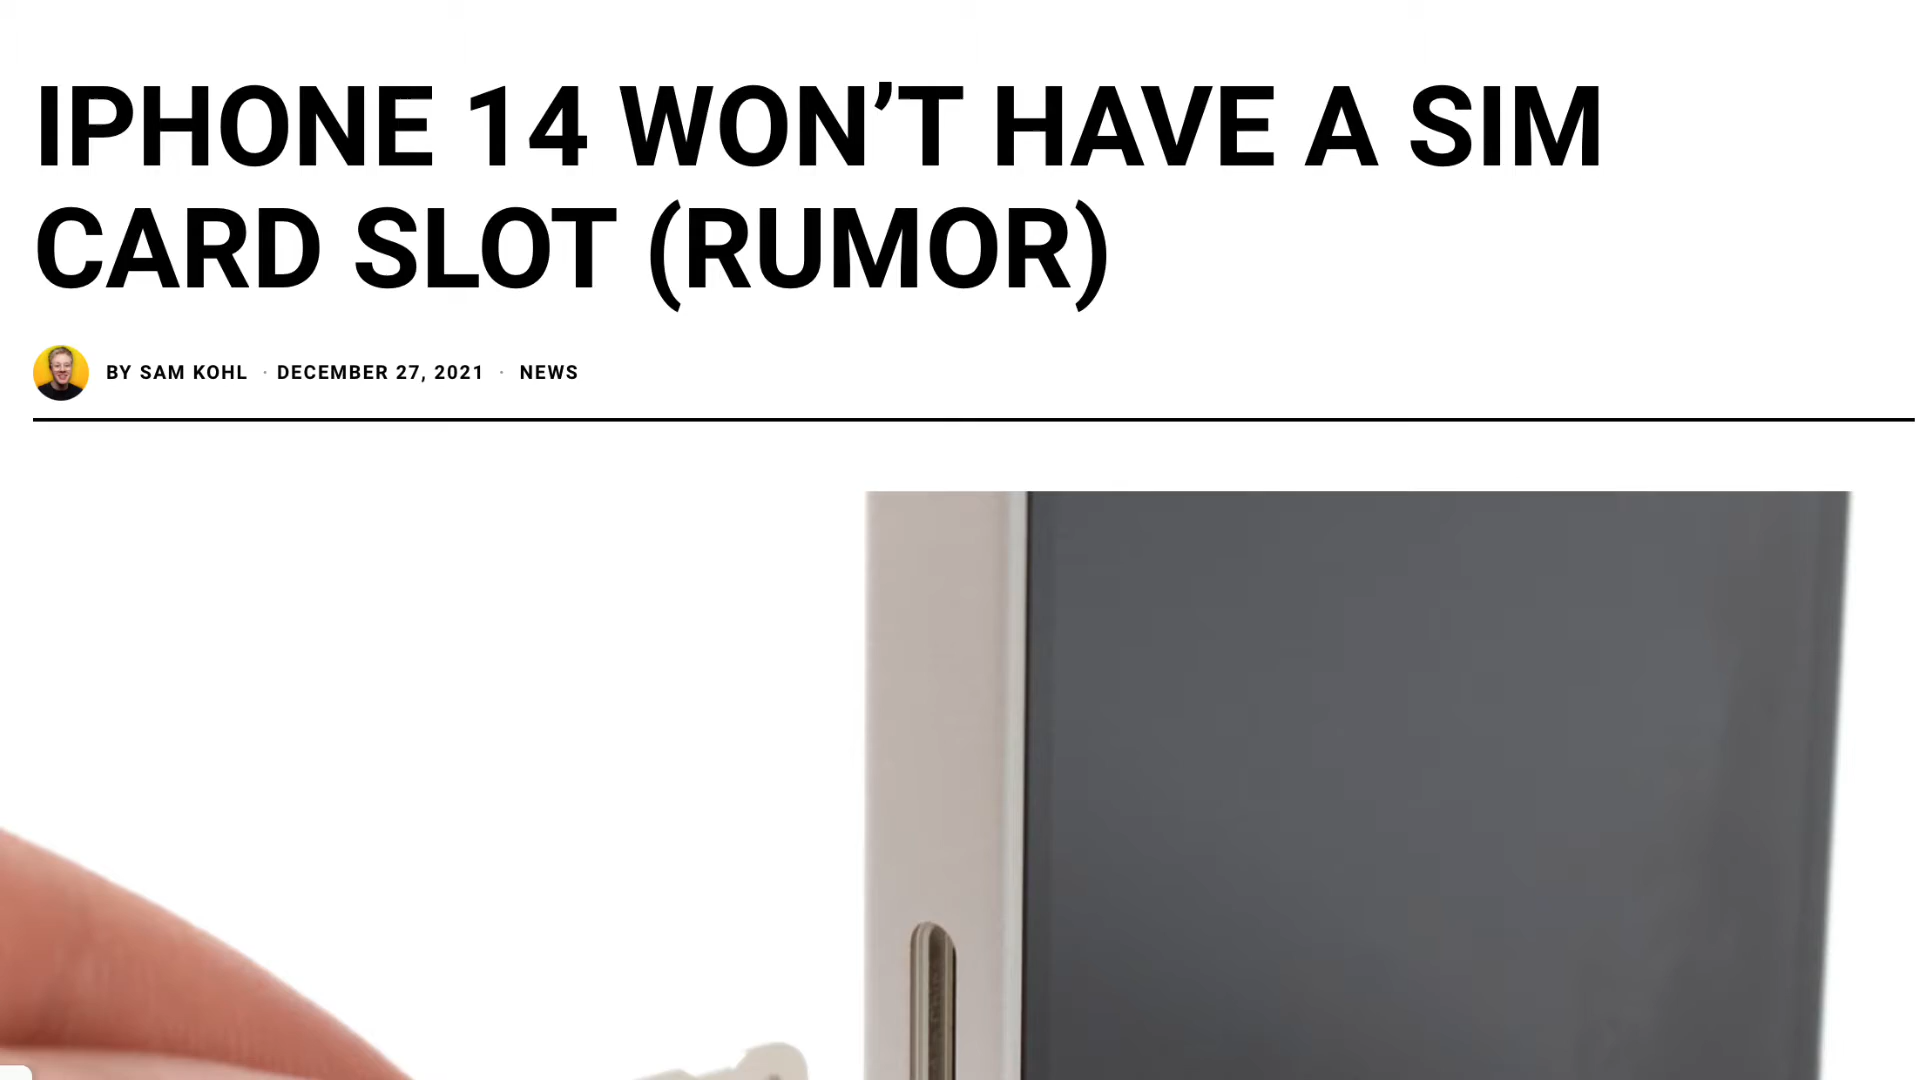 IPHONE 14 WON’T HAVE A SIM
CARD SLOT (RUMOR)
BY SAM KOHL · DECEMBER 27, 2021 · NEWS